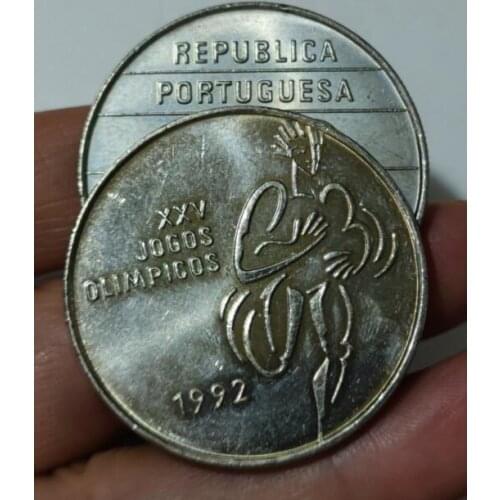 REPUBLICA
PORTUGUESA
XXV
JOGOS
OLIMPICOS
1992